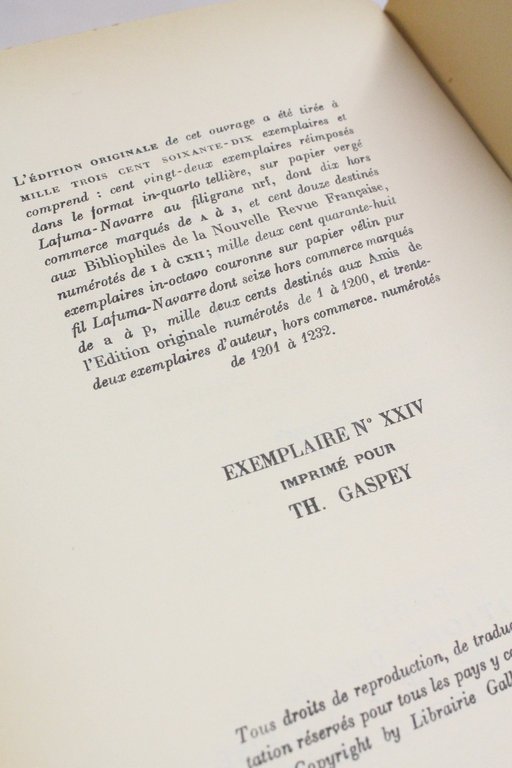 L'ÉDITION ORIGINALE de cet ouvrage a été tirée à
MILLE TROIS CENT SOIXANTE-DIX exemplaires et
comprend : cent vingt-deux exemplaires réimposés
dans le format in-quarto tellière, sur papier vergé
Lafuma-Navarre au filigrane nrf, dont dix hors
commerce marqués de A à J, et cent douze destinés
aux Bibliophiles de la Nouvelle Revue Française,
numérotés de I à CXII; mille deux cent quarante-huit
exemplaires in-octavo couronne sur papier vélin pur
fil Lafuma-Navarre dont seize hors commerce marqués
de a à p, mille deux cents destinés aux Amis de
l'Edition originale numérotés de 1 à 1200, et trente-
deux exemplaires d'auteur, hors commerce. numérotés
de 1201 à 1232.
EXEMPLAIRE N° XXIV
IMPRIMÉ POUR
TH. GASPEY
Tous droits de reproduction, de traduc
tation réservés pour tous les pays y co
Copyright by Librairie Gall